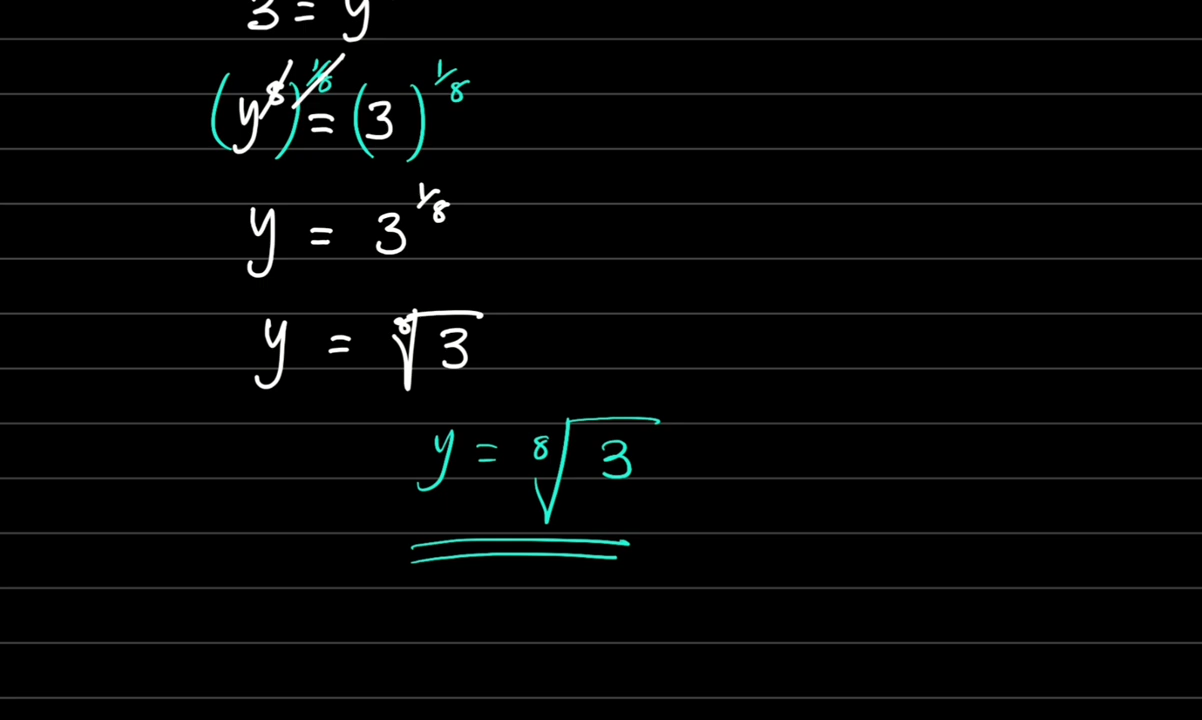 3 = y
(y⁸)^1/8 = (3)^1/8
y = 3^1/8
y = ⁸√3
y = ⁸√3